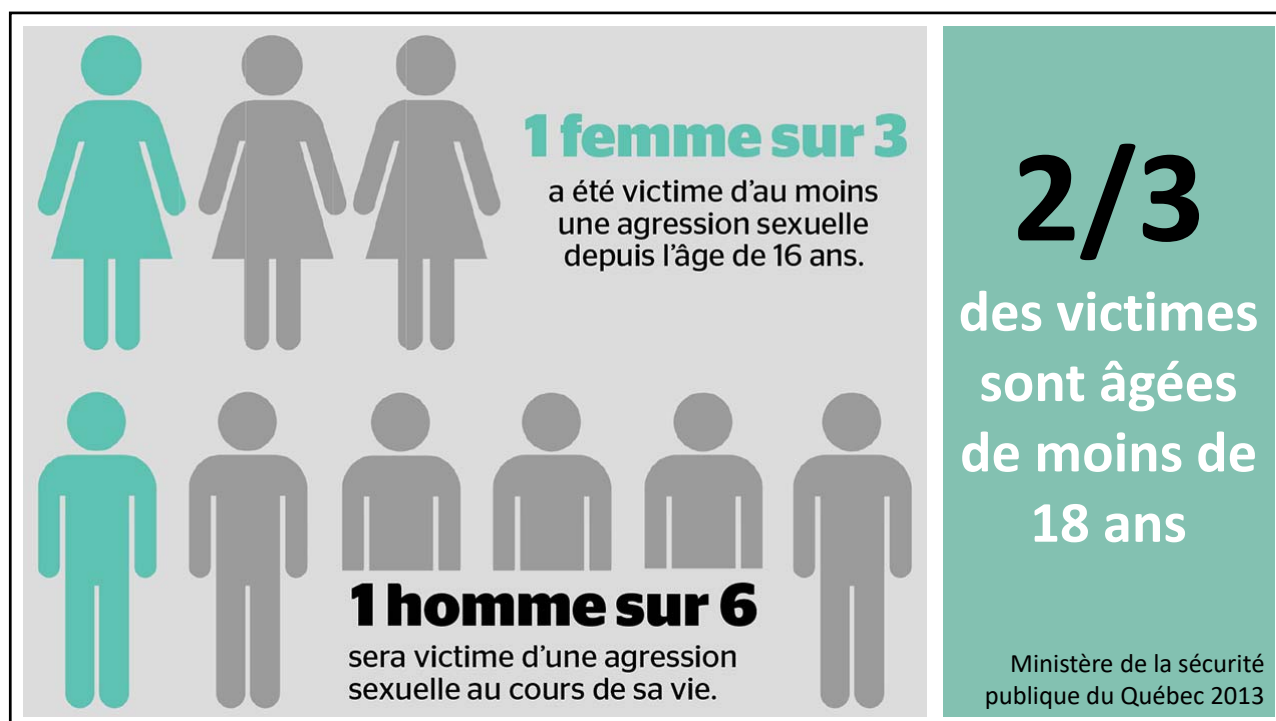 1 femme sur 3
a été victime d'au moins
une agression sexuelle
depuis l'âge de 16 ans.
1 homme sur 6
sera victime d'une agression
sexuelle au cours de sa vie.
2/3
des victimes
sont âgées
de moins de
18 ans
Ministère de la sécurité
publique du Québec 2013